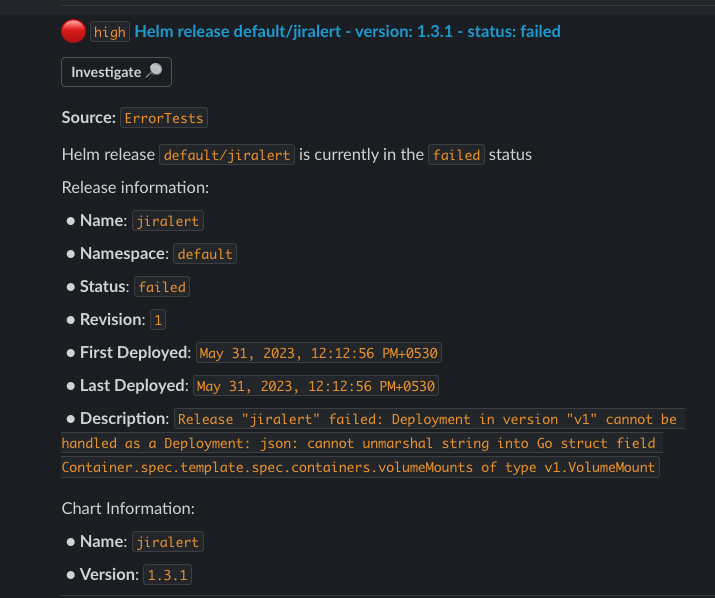 high Helm release default/jiralert - version: 1.3.1 - status: failed
Investigate
Source: ErrorTests
Helm release default/jiralert is currently in the failed status
Release information:
● Name: jiralert
● Namespace: default
● Status: failed
● Revision: 1
● First Deployed: May 31, 2023, 12:12:56 PM+0530
● Last Deployed: May 31, 2023, 12:12:56 PM+0530
● Description: Release "jiralert" failed: Deployment in version "v1" cannot be
handled as a Deployment: json: cannot unmarshal string into Go struct field
Container.spec.template.spec.containers.volumeMounts of type v1.VolumeMount
Chart Information:
● Name: jiralert
● Version: 1.3.1